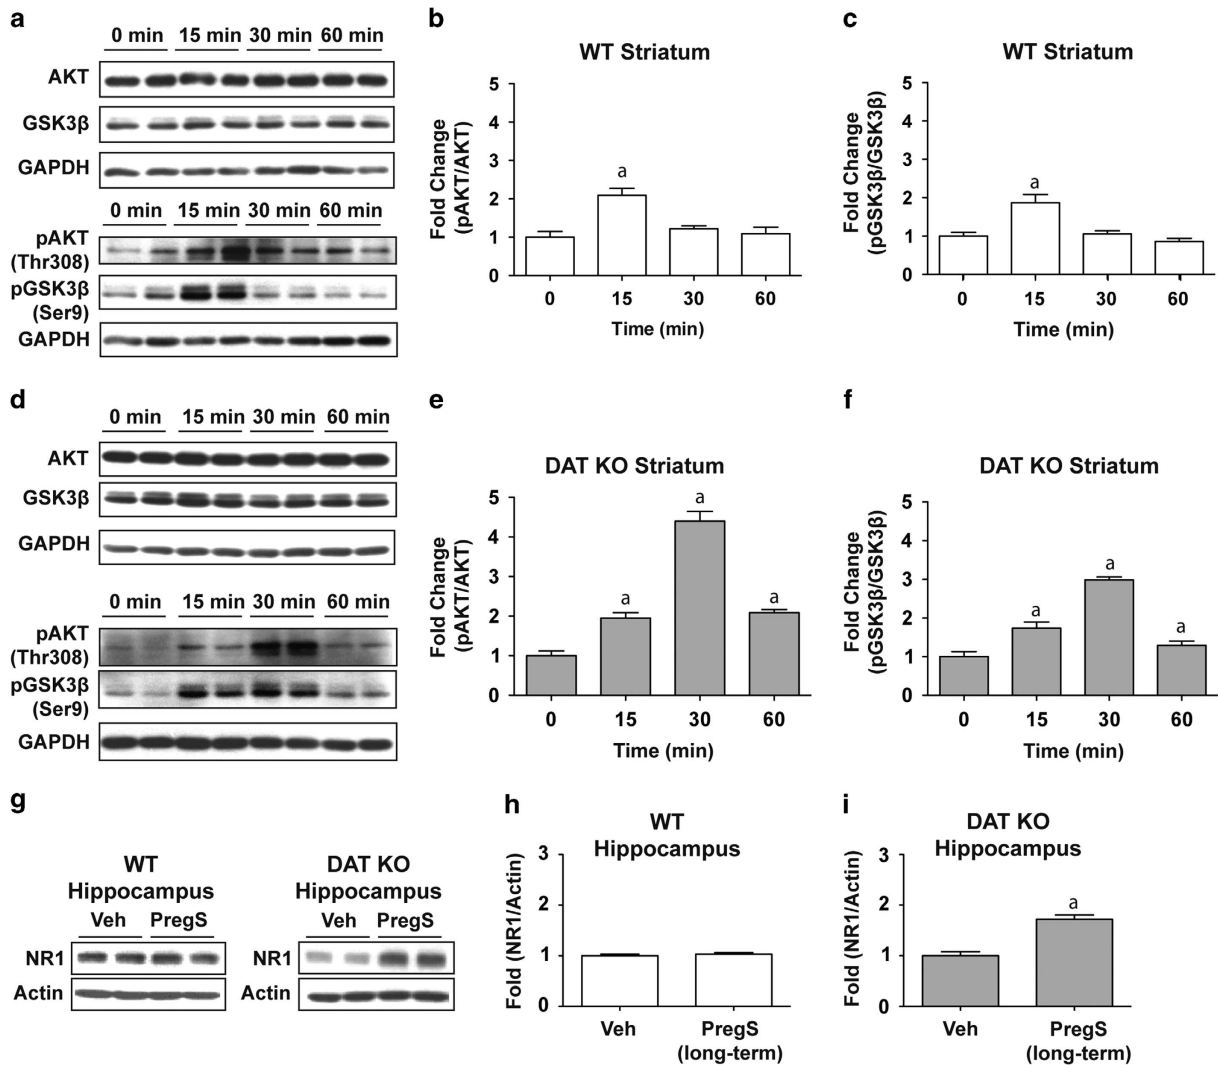 a
0 min 15 min 30 min 60 min
AKT
GSK3β
GAPDH
0 min 15 min 30 min 60 min
pAKT
(Thr308)
pGSK3β
(Ser9)
GAPDH
b
WT Striatum
Fold Change
(pAKT/AKT)
5
4
3
2
1
0
a
0 15 30 60
Time (min)
c
WT Striatum
Fold Change
(pGSK3β/GSK3β)
5
4
3
2
1
0
a
0 15 30 60
Time (min)
d
0 min 15 min 30 min 60 min
AKT
GSK3β
GAPDH
0 min 15 min 30 min 60 min
pAKT
(Thr308)
pGSK3β
(Ser9)
GAPDH
e
DAT KO Striatum
Fold Change
(pAKT/AKT)
5
4
3
2
1
0
a a a
0 15 30 60
Time (min)
f
DAT KO Striatum
Fold Change
(pGSK3β/GSK3β)
5
4
3
2
1
0
a a a
0 15 30 60
Time (min)
g
WT
Hippocampus
Veh PregS
NR1
Actin
DAT KO
Hippocampus
Veh PregS
NR1
Actin
h
WT
Hippocampus
Fold (NR1/Actin)
3
2
1
0
Veh PregS
(long-term)
i
DAT KO
Hippocampus
Fold (NR1/Actin)
3
2
1
0
a
Veh PregS
(long-term)